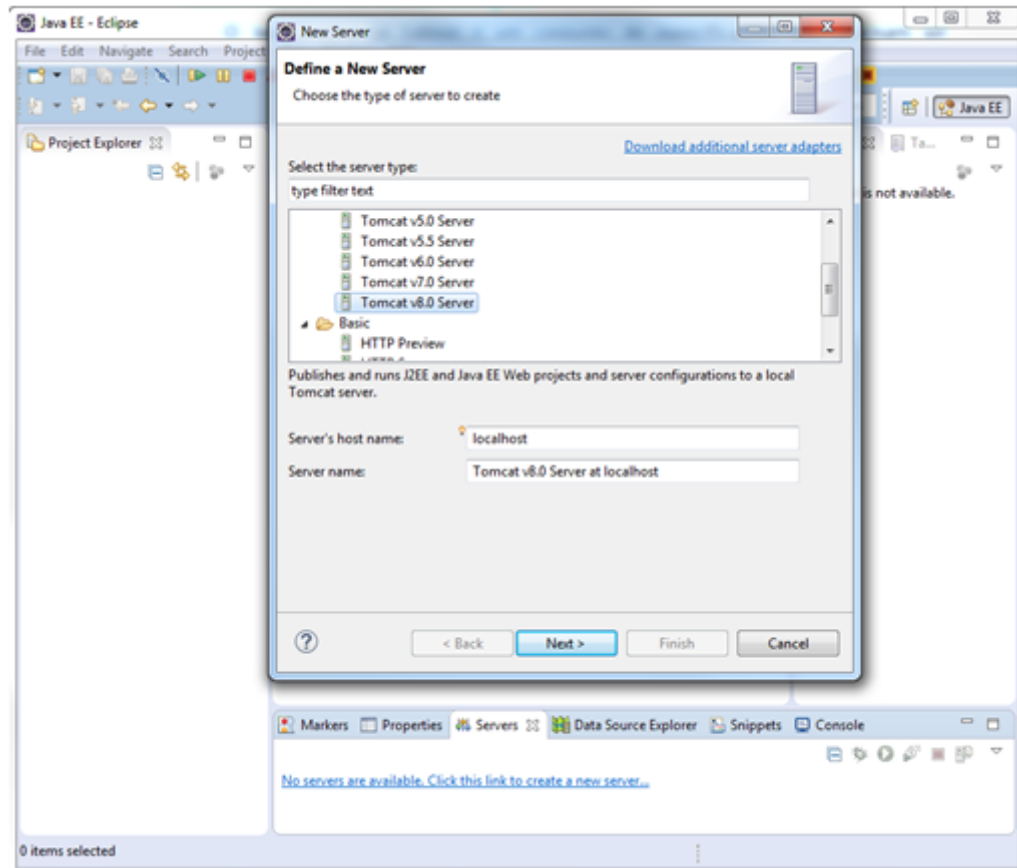 Java EE - Eclipse
File Edit Navigate Search Project
Java EE
Project Explorer
Ta...
is not available.
New Server
Define a New Server
Choose the type of server to create
Download additional server adapters
Select the server type:
type filter text
Tomcat v5.0 Server
Tomcat v5.5 Server
Tomcat v6.0 Server
Tomcat v7.0 Server
Tomcat v8.0 Server
Basic
HTTP Preview
Publishes and runs J2EE and Java EE Web projects and server configurations to a local
Tomcat server.
Server's host name: localhost
Server name: Tomcat v8.0 Server at localhost
? < Back Next > Finish Cancel
Markers Properties Servers Data Source Explorer Snippets Console
No servers are available. Click this link to create a new server...
0 items selected